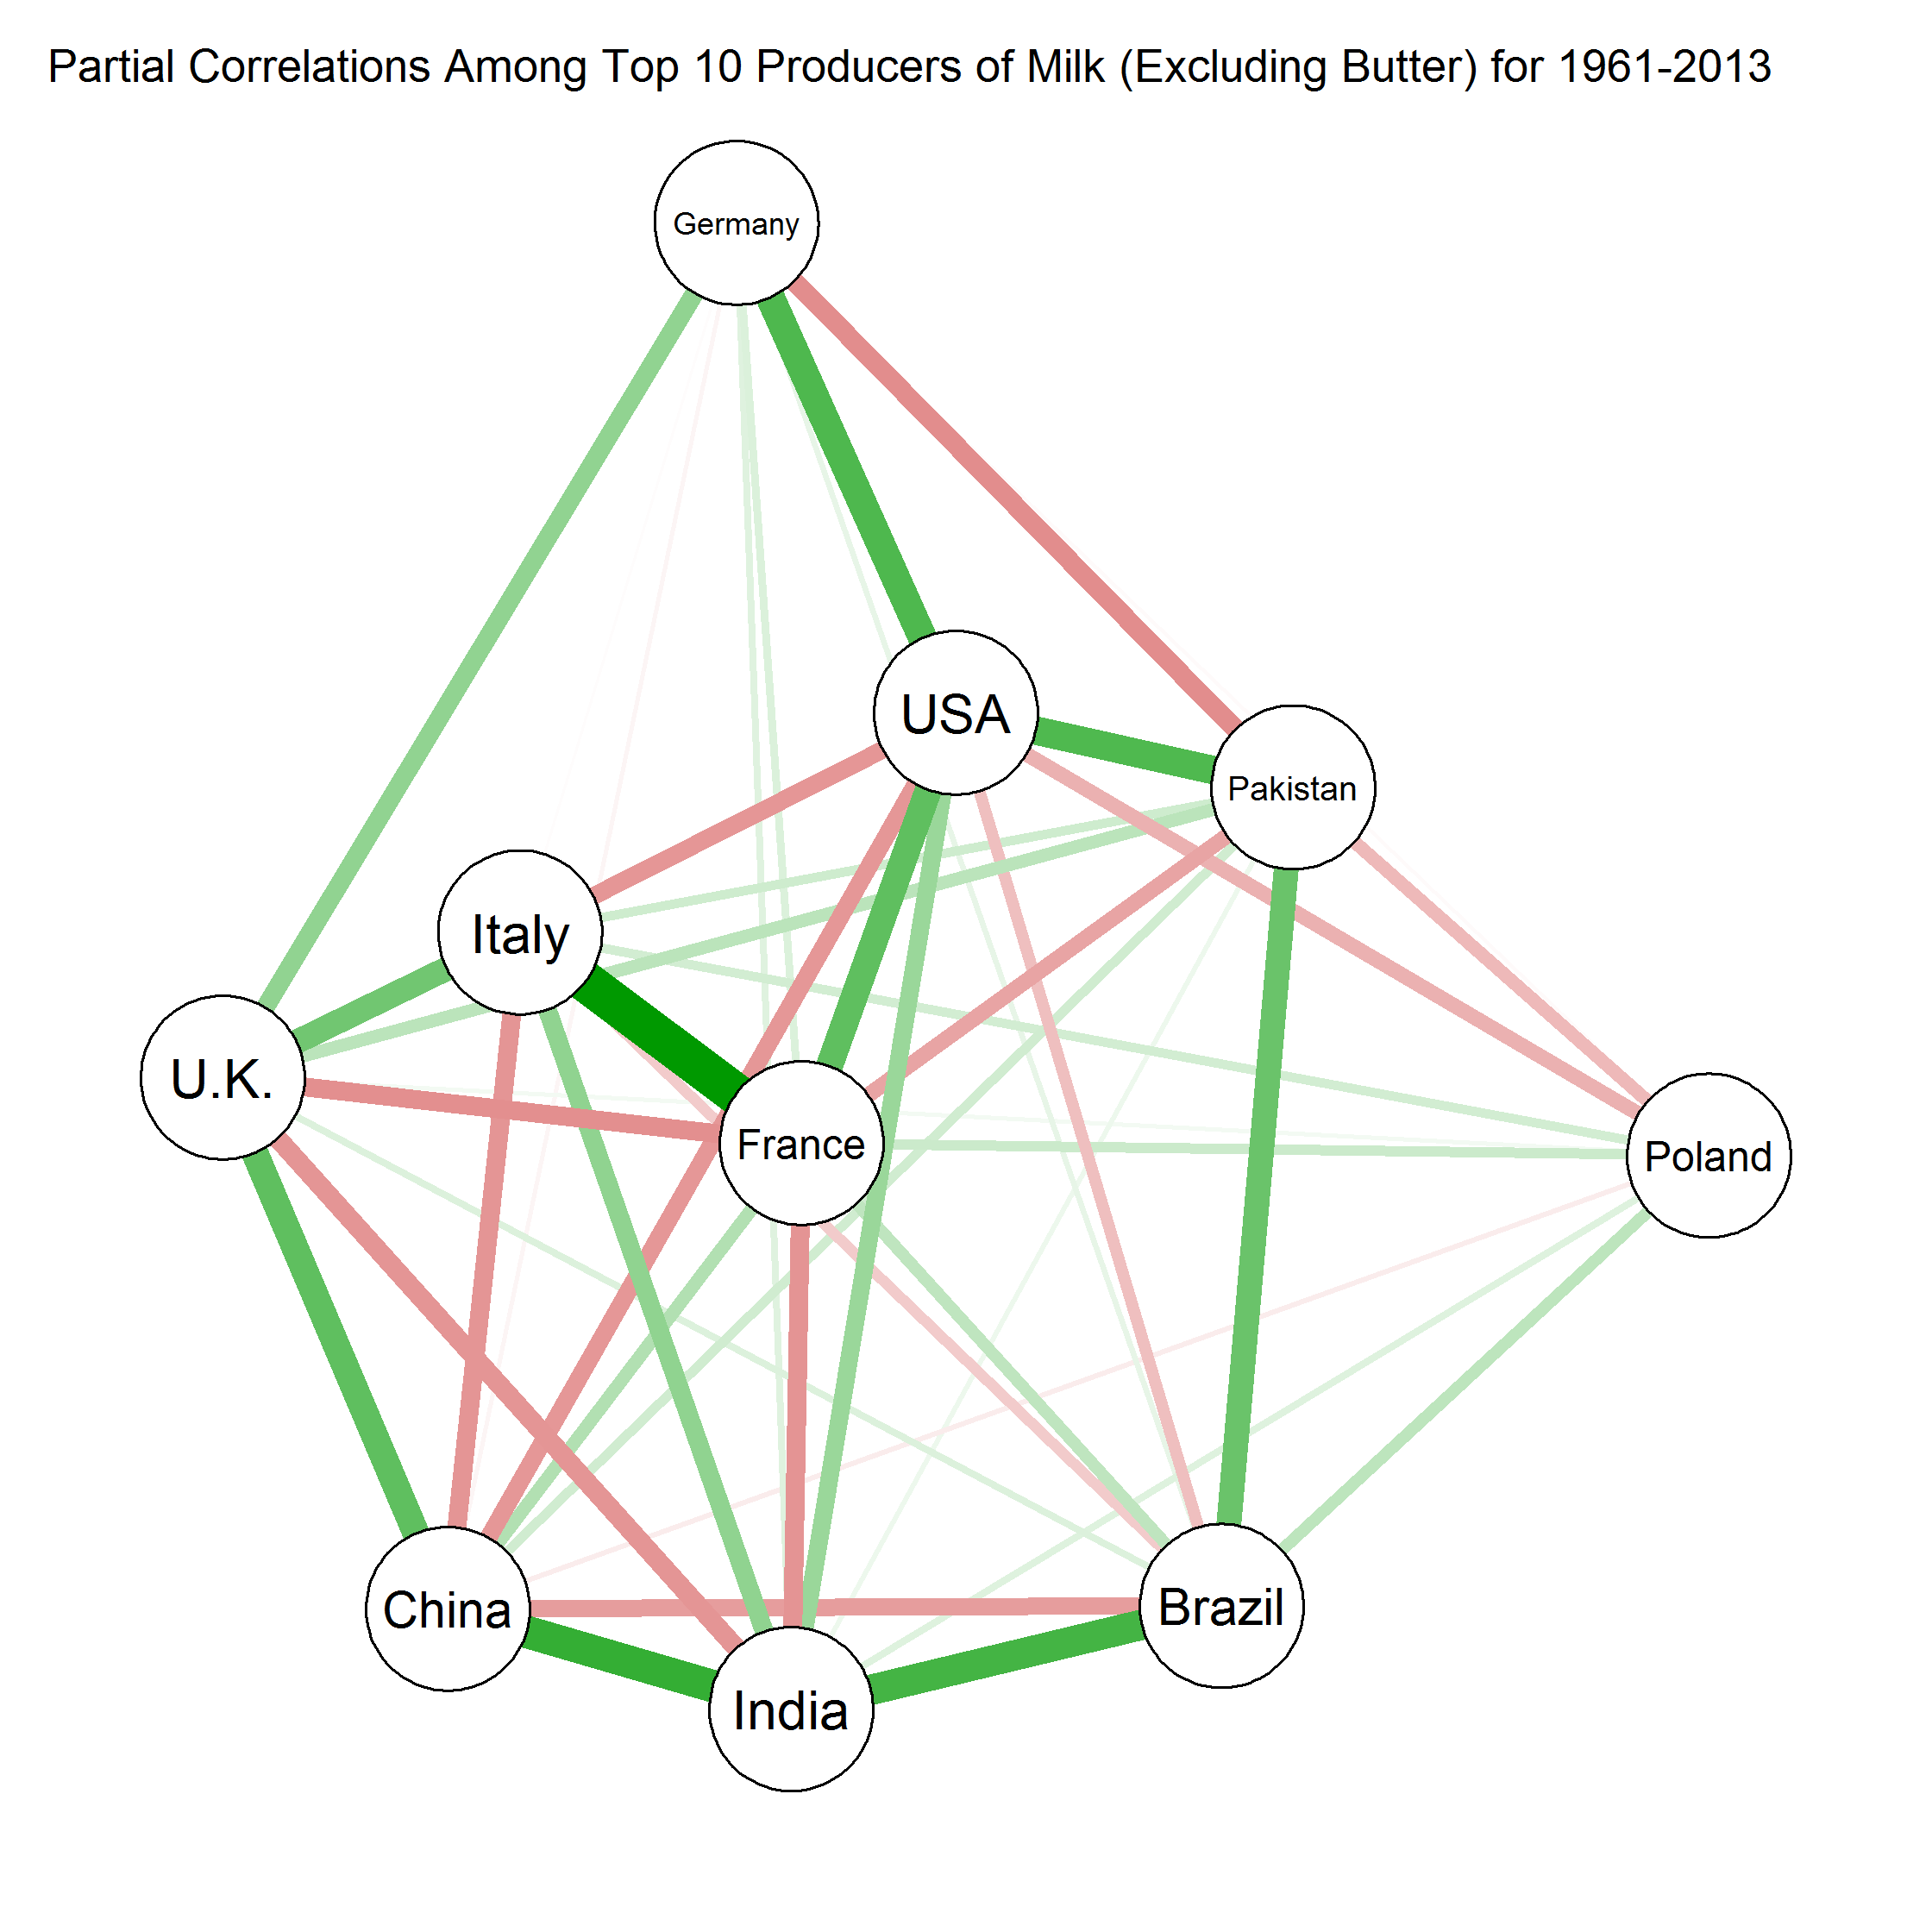 Partial Correlations Among Top 10 Producers of Milk (Excluding Butter) for 1961-2013
Germany
USA
Pakistan
Italy
U.K.
France
Poland
China
Brazil
India